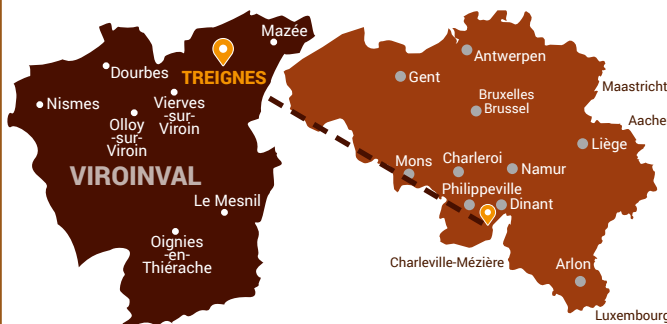 Mazée
Dourbes
TREIGNES
Nismes
Vierves
-sur-
Viroin
Olloy
-sur-
Viroin
VIROINVAL
Le Mesnil
Oignies
-en-
Thiérache
Antwerpen
Gent
Maastricht
Bruxelles
Brussel
Aache
Liège
Mons
Charleroi
Namur
Philippeville
Dinant
Charleville-Mézière
Arlon
Luxembourg